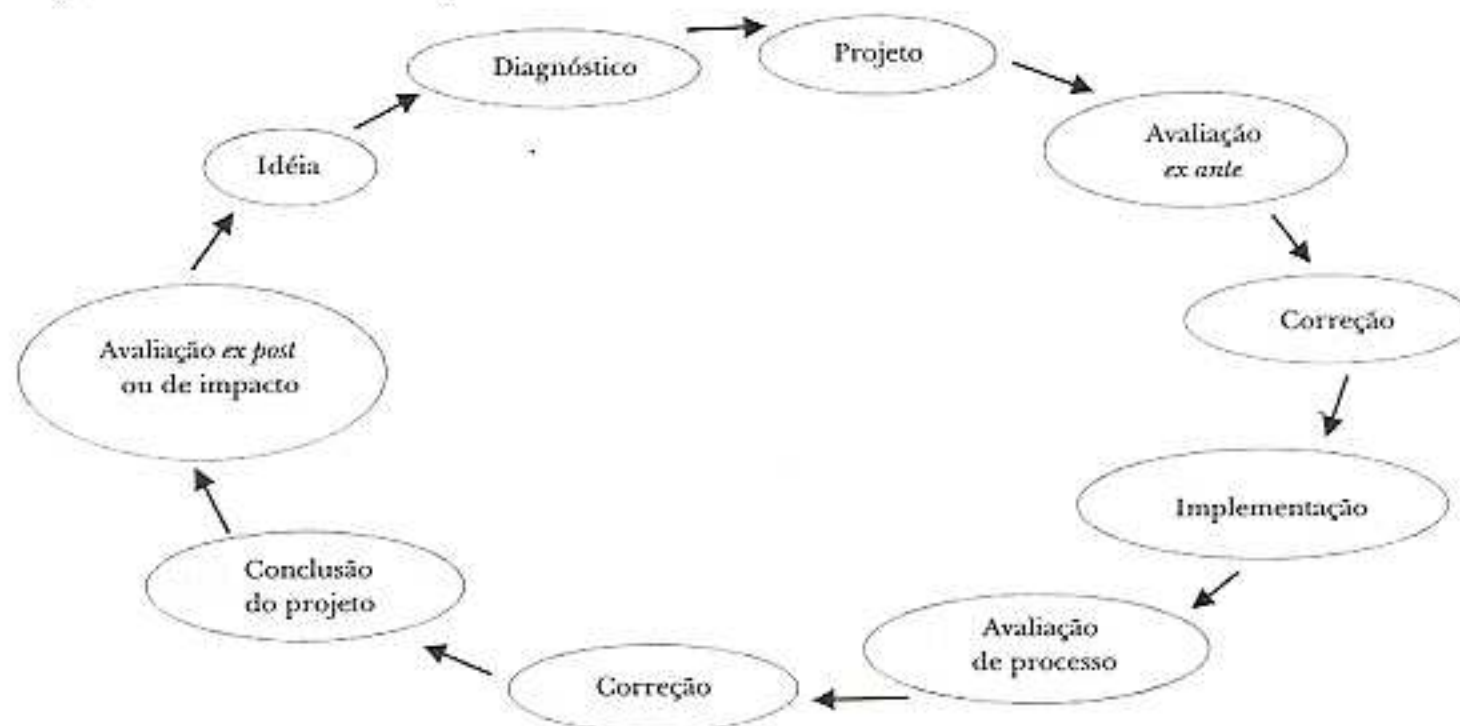 Diagnóstico
Projeto
Avaliação
ex ante
Idéia
Correção
Avaliação ex post
ou de impacto
Implementação
Conclusão
do projeto
Avaliação
de processo
Correção